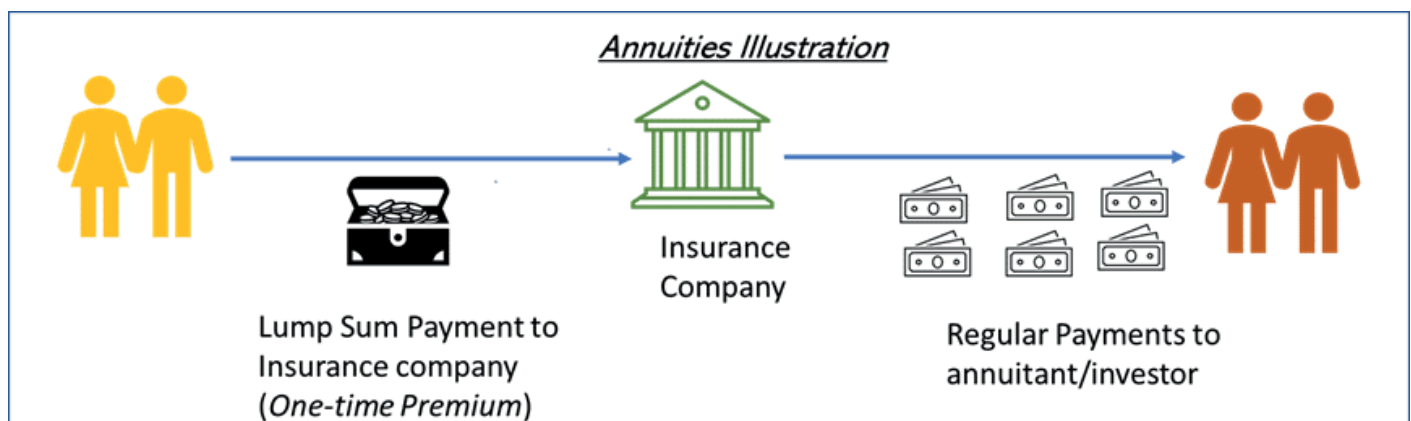 Annuities Illustration
Insurance
Company
Lump Sum Payment to
Insurance company
(One-time Premium)
Regular Payments to
annuitant/investor